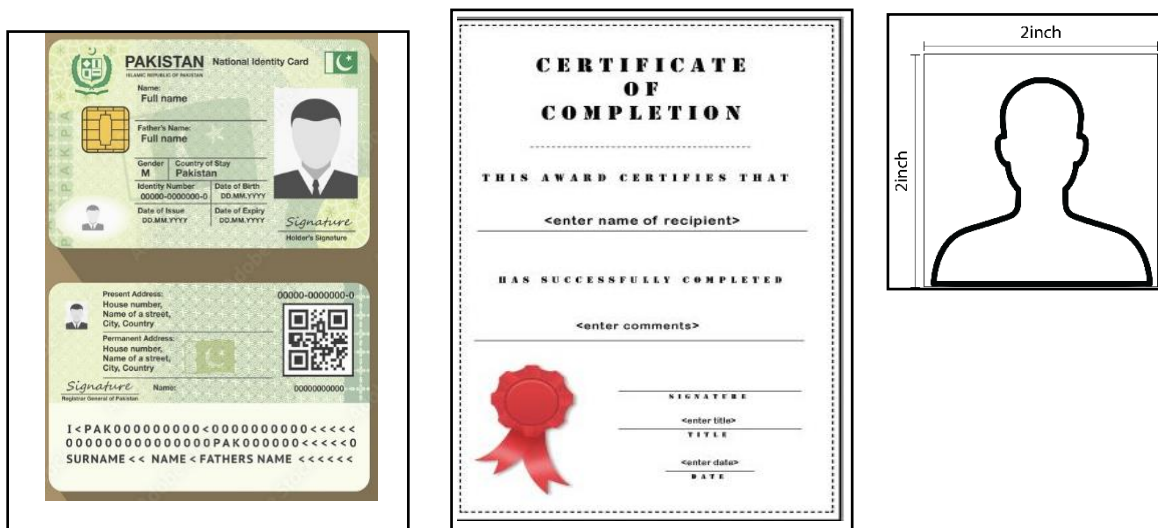 PAKISTAN National Identity Card
ISLAMIC REPUBLIC OF PAKISTAN
Name:
Full name
Father's Name:
Full name
Gender Country of Stay
M Pakistan
Identity Number Date of Birth
00000-0000000-0 DD.MM.YYYY
Date of Issue Date of Expiry
DD.MM.YYYY DD.MM.YYYY
Signature
Holder's Signature
Present Address:
House number,
Name of a street,
City, Country
00000-0000000-0
Permanent Address:
House number,
Name of a street,
City, Country
Signature Name: 00000000000
Registrar General of Pakistan
I<PAK0000000000<0000000000<<<<<
000000000000000PAK000000<<<<<0
SURNAME << NAME < FATHERS NAME <<<<<<
CERTIFICATE
OF
COMPLETION
THIS AWARD CERTIFIES THAT
<enter name of recipient>
HAS SUCCESSFULLY COMPLETED
<enter comments>
SIGNATURE
<enter title>
TITLE
<enter date>
DATE
2inch
2inch